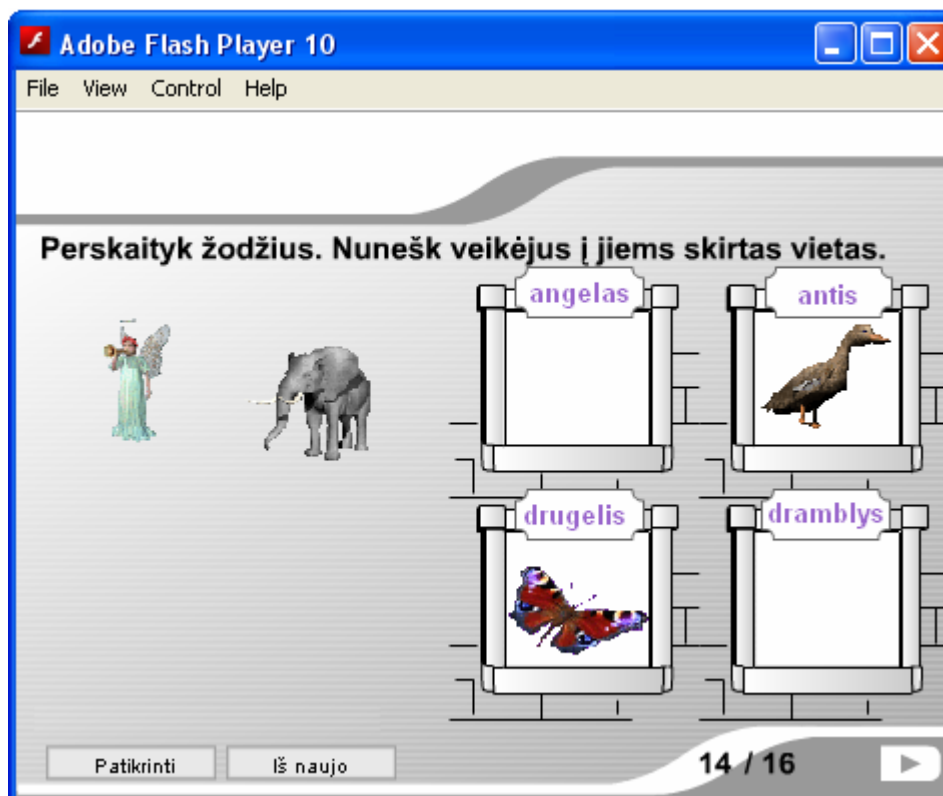 Adobe Flash Player 10
File View Control Help
Perskaityk žodžius. Nunešk veikėjus į jiems skirtas vietas.
angelas antis
drugelis dramblys
Patikrinti Iš naujo 14 / 16